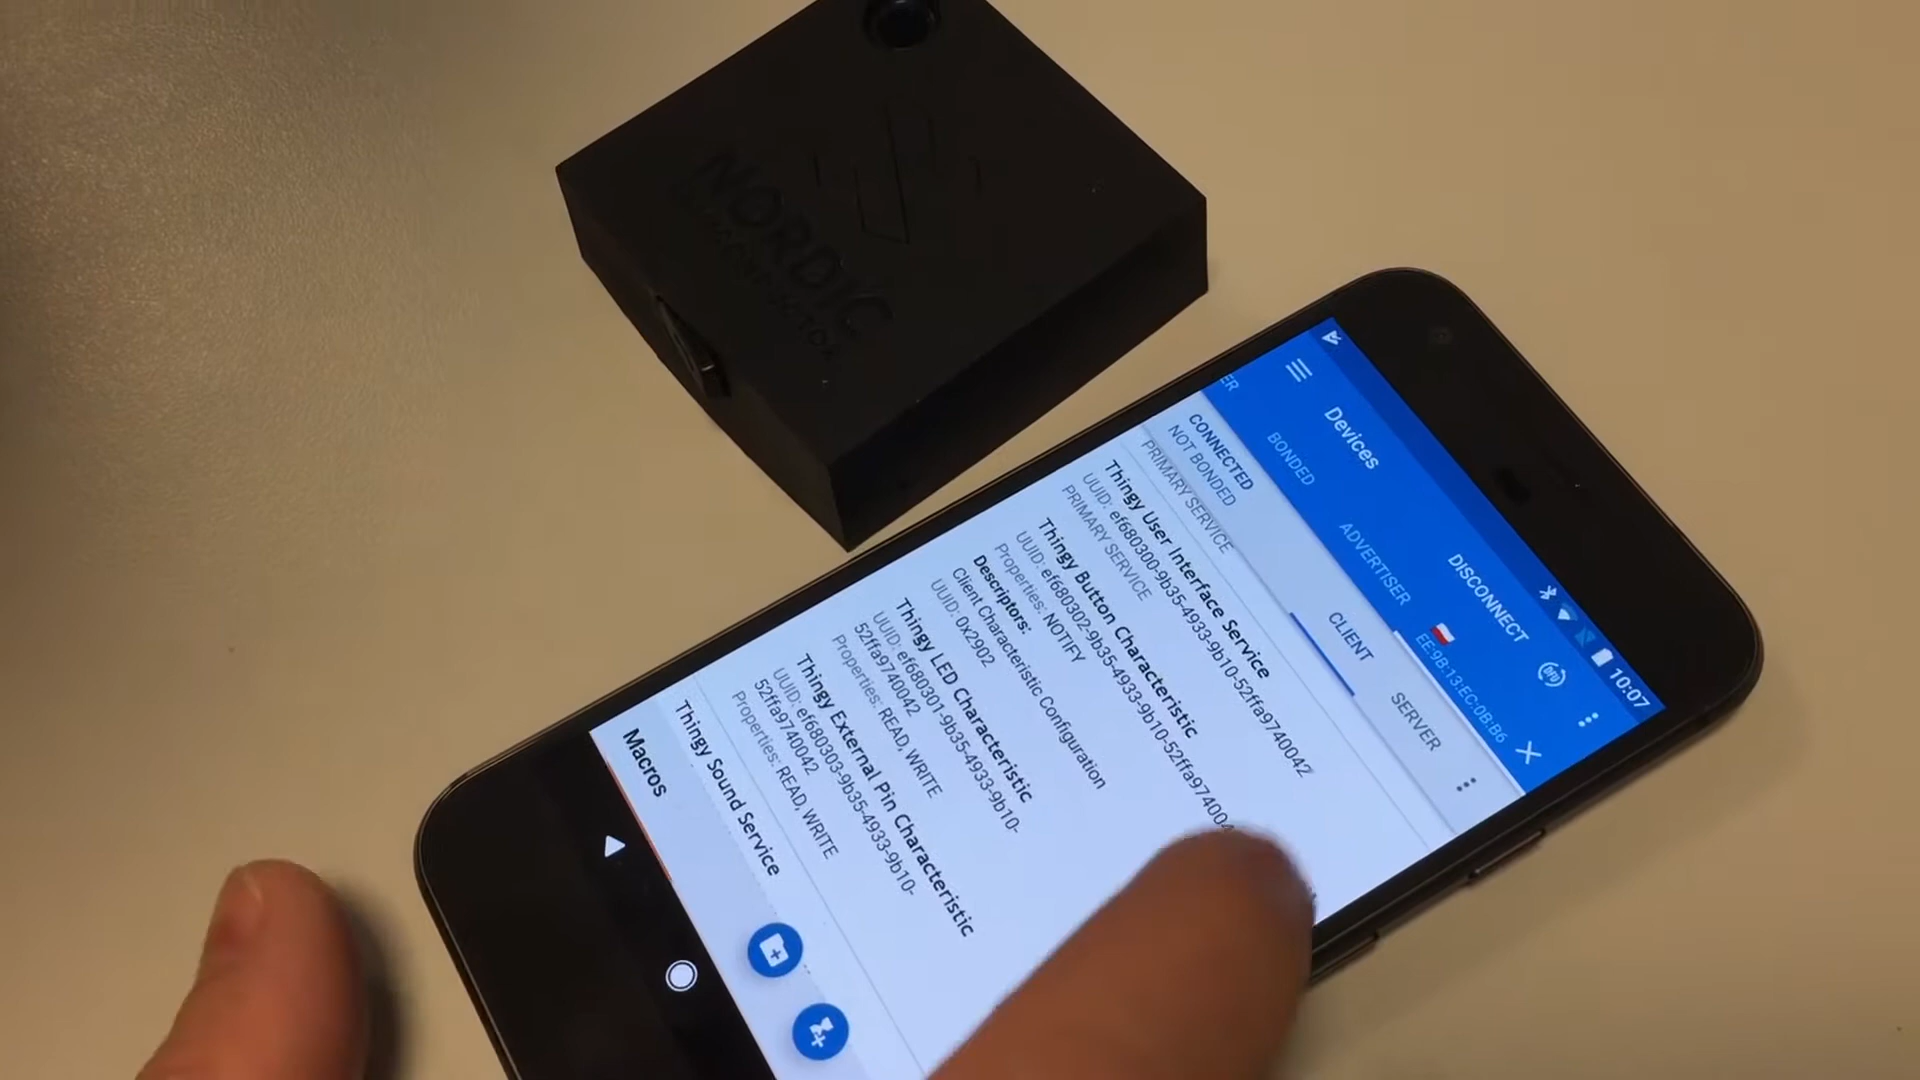 NORDIC
SEMICONDUCTOR
10:07
Devices
DISCONNECT
DFU
ER
BONDED
ADVERTISER
EE:9B:13:EC:0B:B6
CONNECTED
NOT BONDED
CLIENT
SERVER
PRIMARY SERVICE
Thingy User Interface Service
UUID: ef680300-9b35-4933-9b10-52ffa9740042
PRIMARY SERVICE
Thingy Button Characteristic
UUID: ef680302-9b35-4933-9b10-52ffa974004
Properties: NOTIFY
Descriptors:
Client Characteristic Configuration
UUID: 0x2902
Thingy LED Characteristic
UUID: ef680301-9b35-4933-9b10-
52ffa9740042
Properties: READ, WRITE
Thingy External Pin Characteristic
UUID: ef680303-9b35-4933-9b10-
52ffa9740042
Properties: READ, WRITE
Thingy Sound Service
Macros